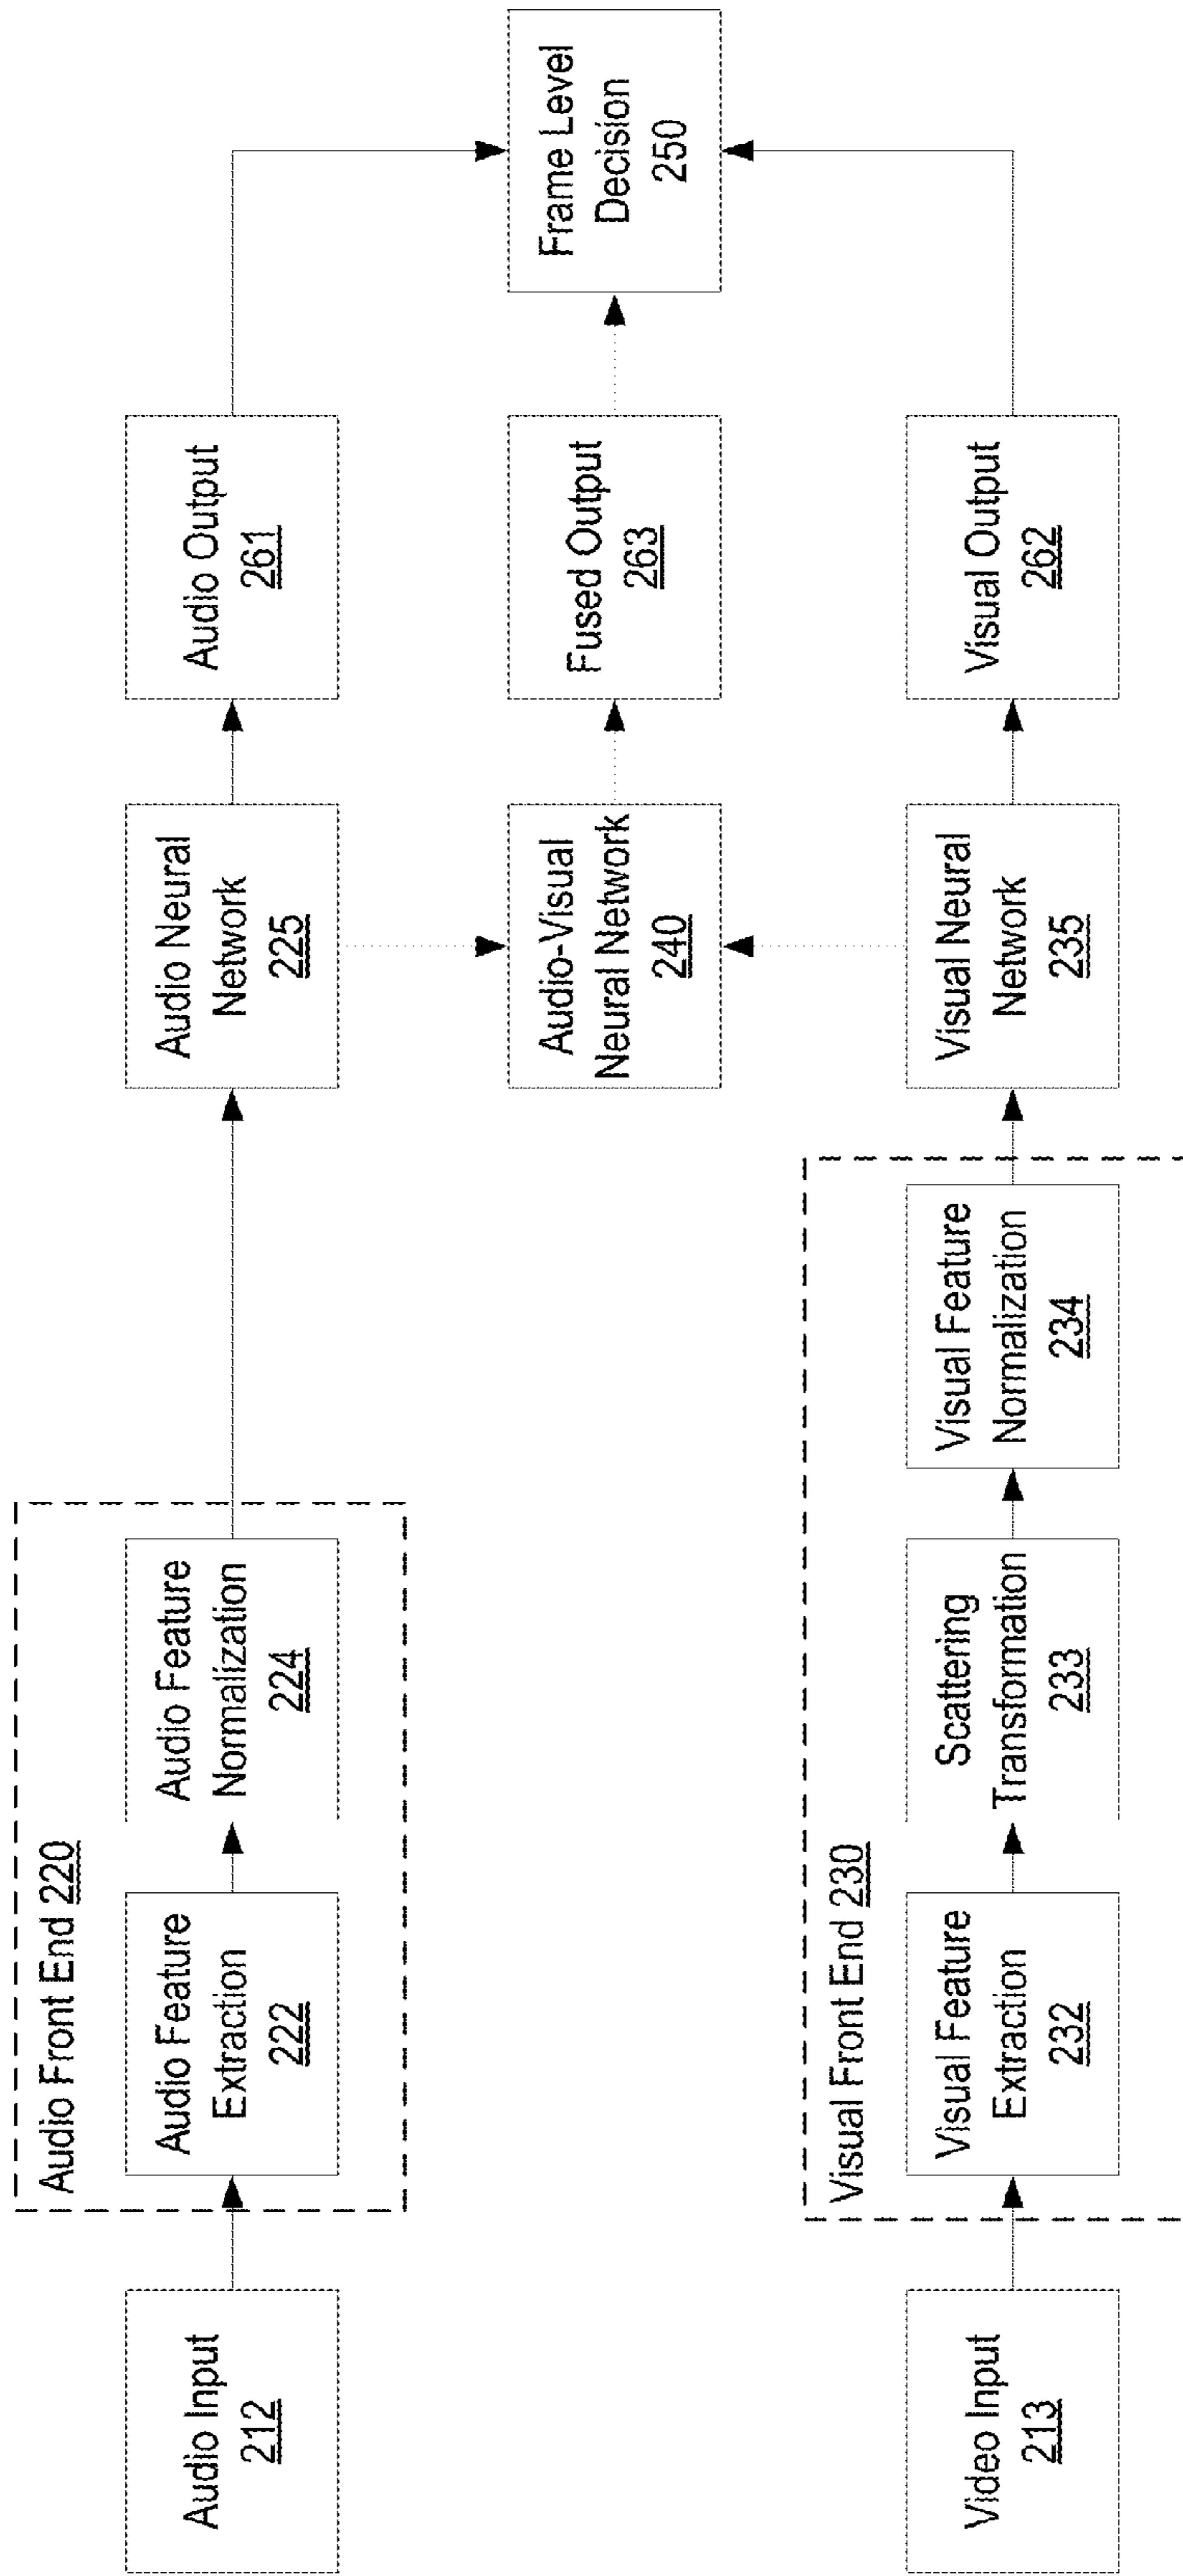 Audio Input
212
Audio Front End 220
Audio Feature
Extraction
222
Audio Feature
Normalization
224
Audio Neural
Network
225
Audio Output
261
Audio-Visual
Neural Network
240
Fused Output
263
Frame Level
Decision
250
Video Input
213
Visual Front End 230
Visual Feature
Extraction
232
Scattering
Transformation
233
Visual Feature
Normalization
234
Visual Neural
Network
235
Visual Output
262